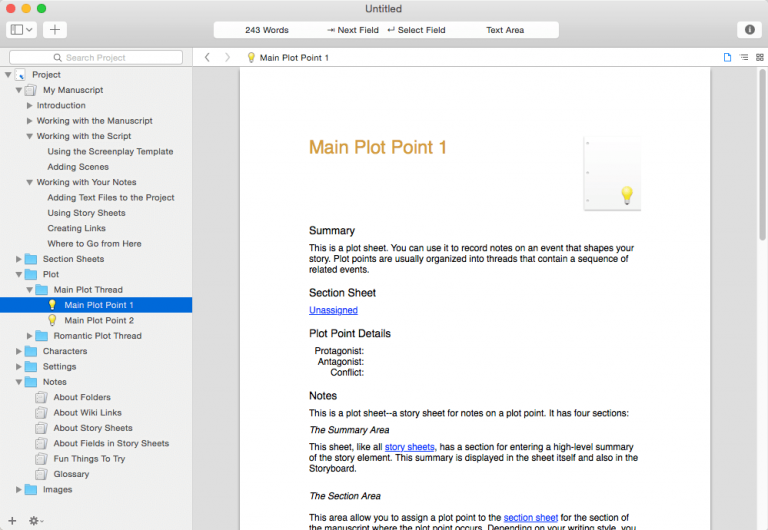 Untitled
243 Words
Next Field
Select Field
Text Area
Search Project
Main Plot Point 1
Project
My Manuscript
Introduction
Working with the Manuscript
Working with the Script
Using the Screenplay Template
Adding Scenes
Working with Your Notes
Adding Text Files to the Project
Using Story Sheets
Creating Links
Where to Go from Here
Section Sheets
Plot
Main Plot Thread
Main Plot Point 1
Main Plot Point 2
Romantic Plot Thread
Characters
Settings
Notes
About Folders
About Wiki Links
About Story Sheets
About Fields in Story Sheets
Fun Things To Try
Glossary
Images
Main Plot Point 1
Summary
This is a plot sheet. You can use it to record notes on an event that shapes your
story. Plot points are usually organized into threads that contain a sequence of
related events.
Section Sheet
Unassigned
Plot Point Details
Protagonist:
Antagonist:
Conflict:
Notes
This is a plot sheet--a story sheet for notes on a plot point. It has four sections:
The Summary Area
This sheet, like all story sheets, has a section for entering a high-level summary
of the story element. This summary is displayed in the sheet itself and also in the
Storyboard.
The Section Area
This area allow you to assign a plot point to the section sheet for the section of
the manuscript where the plot point occurs. Depending on your writing style, you